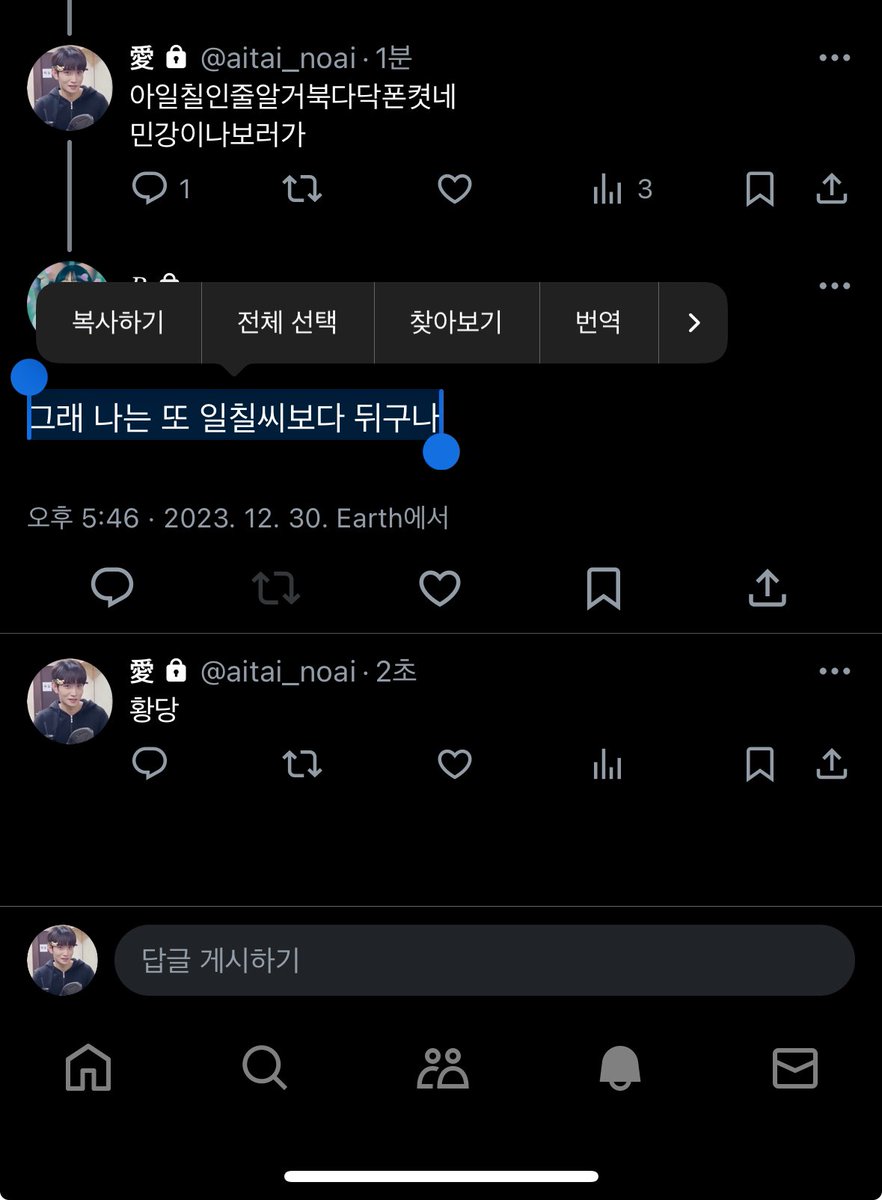 愛 @aitai_noai · 1분
아일칠인줄알거북다닥폰켯네
민강이나보러가
1
3
복사하기 전체 선택 찾아보기 번역
그래 나는 또 일칠씨보다 뒤구나
오후 5:46 · 2023. 12. 30. Earth에서
愛 @aitai_noai · 2초
황당
답글 게시하기